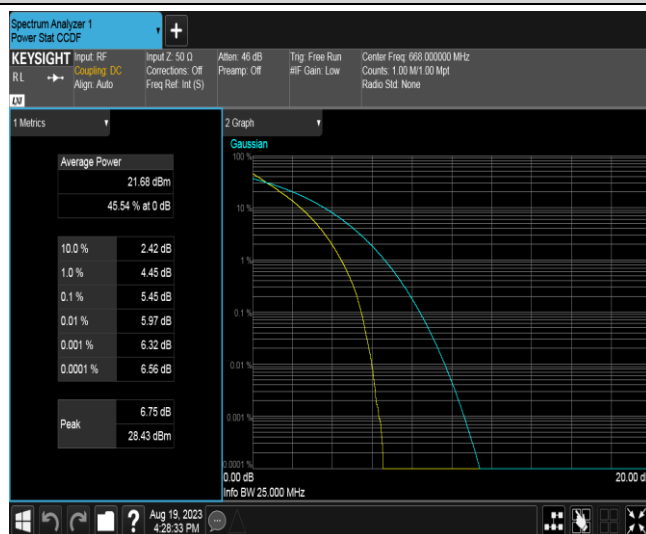 Spectrum Analyzer 1
Power Stat CCDF
+
KEYSIGHT
RL
LXI
Input: RF
Coupling: DC
Align: Auto
Input Z: 50 Ω
Corrections: Off
Freq Ref: Int (S)
Atten: 46 dB
Preamp: Off
Trig: Free Run
#IF Gain: Low
Center Freq: 668.000000 MHz
Counts: 1.00 M/1.00 Mpt
Radio Std: None
1 Metrics
Average Power
21.68 dBm
45.54 % at 0 dB
10.0 % 2.42 dB
1.0 % 4.45 dB
0.1 % 5.45 dB
0.01 % 5.97 dB
0.001 % 6.32 dB
0.0001 % 6.56 dB
Peak
6.75 dB
28.43 dBm
2 Graph
Gaussian
100 %
10 %
1 %
0.1 %
0.01 %
0.001 %
0.0001 %
0.00 dB
20.00 d
Info BW 25.000 MHz
?
Aug 19, 2023
4:28:33 PM